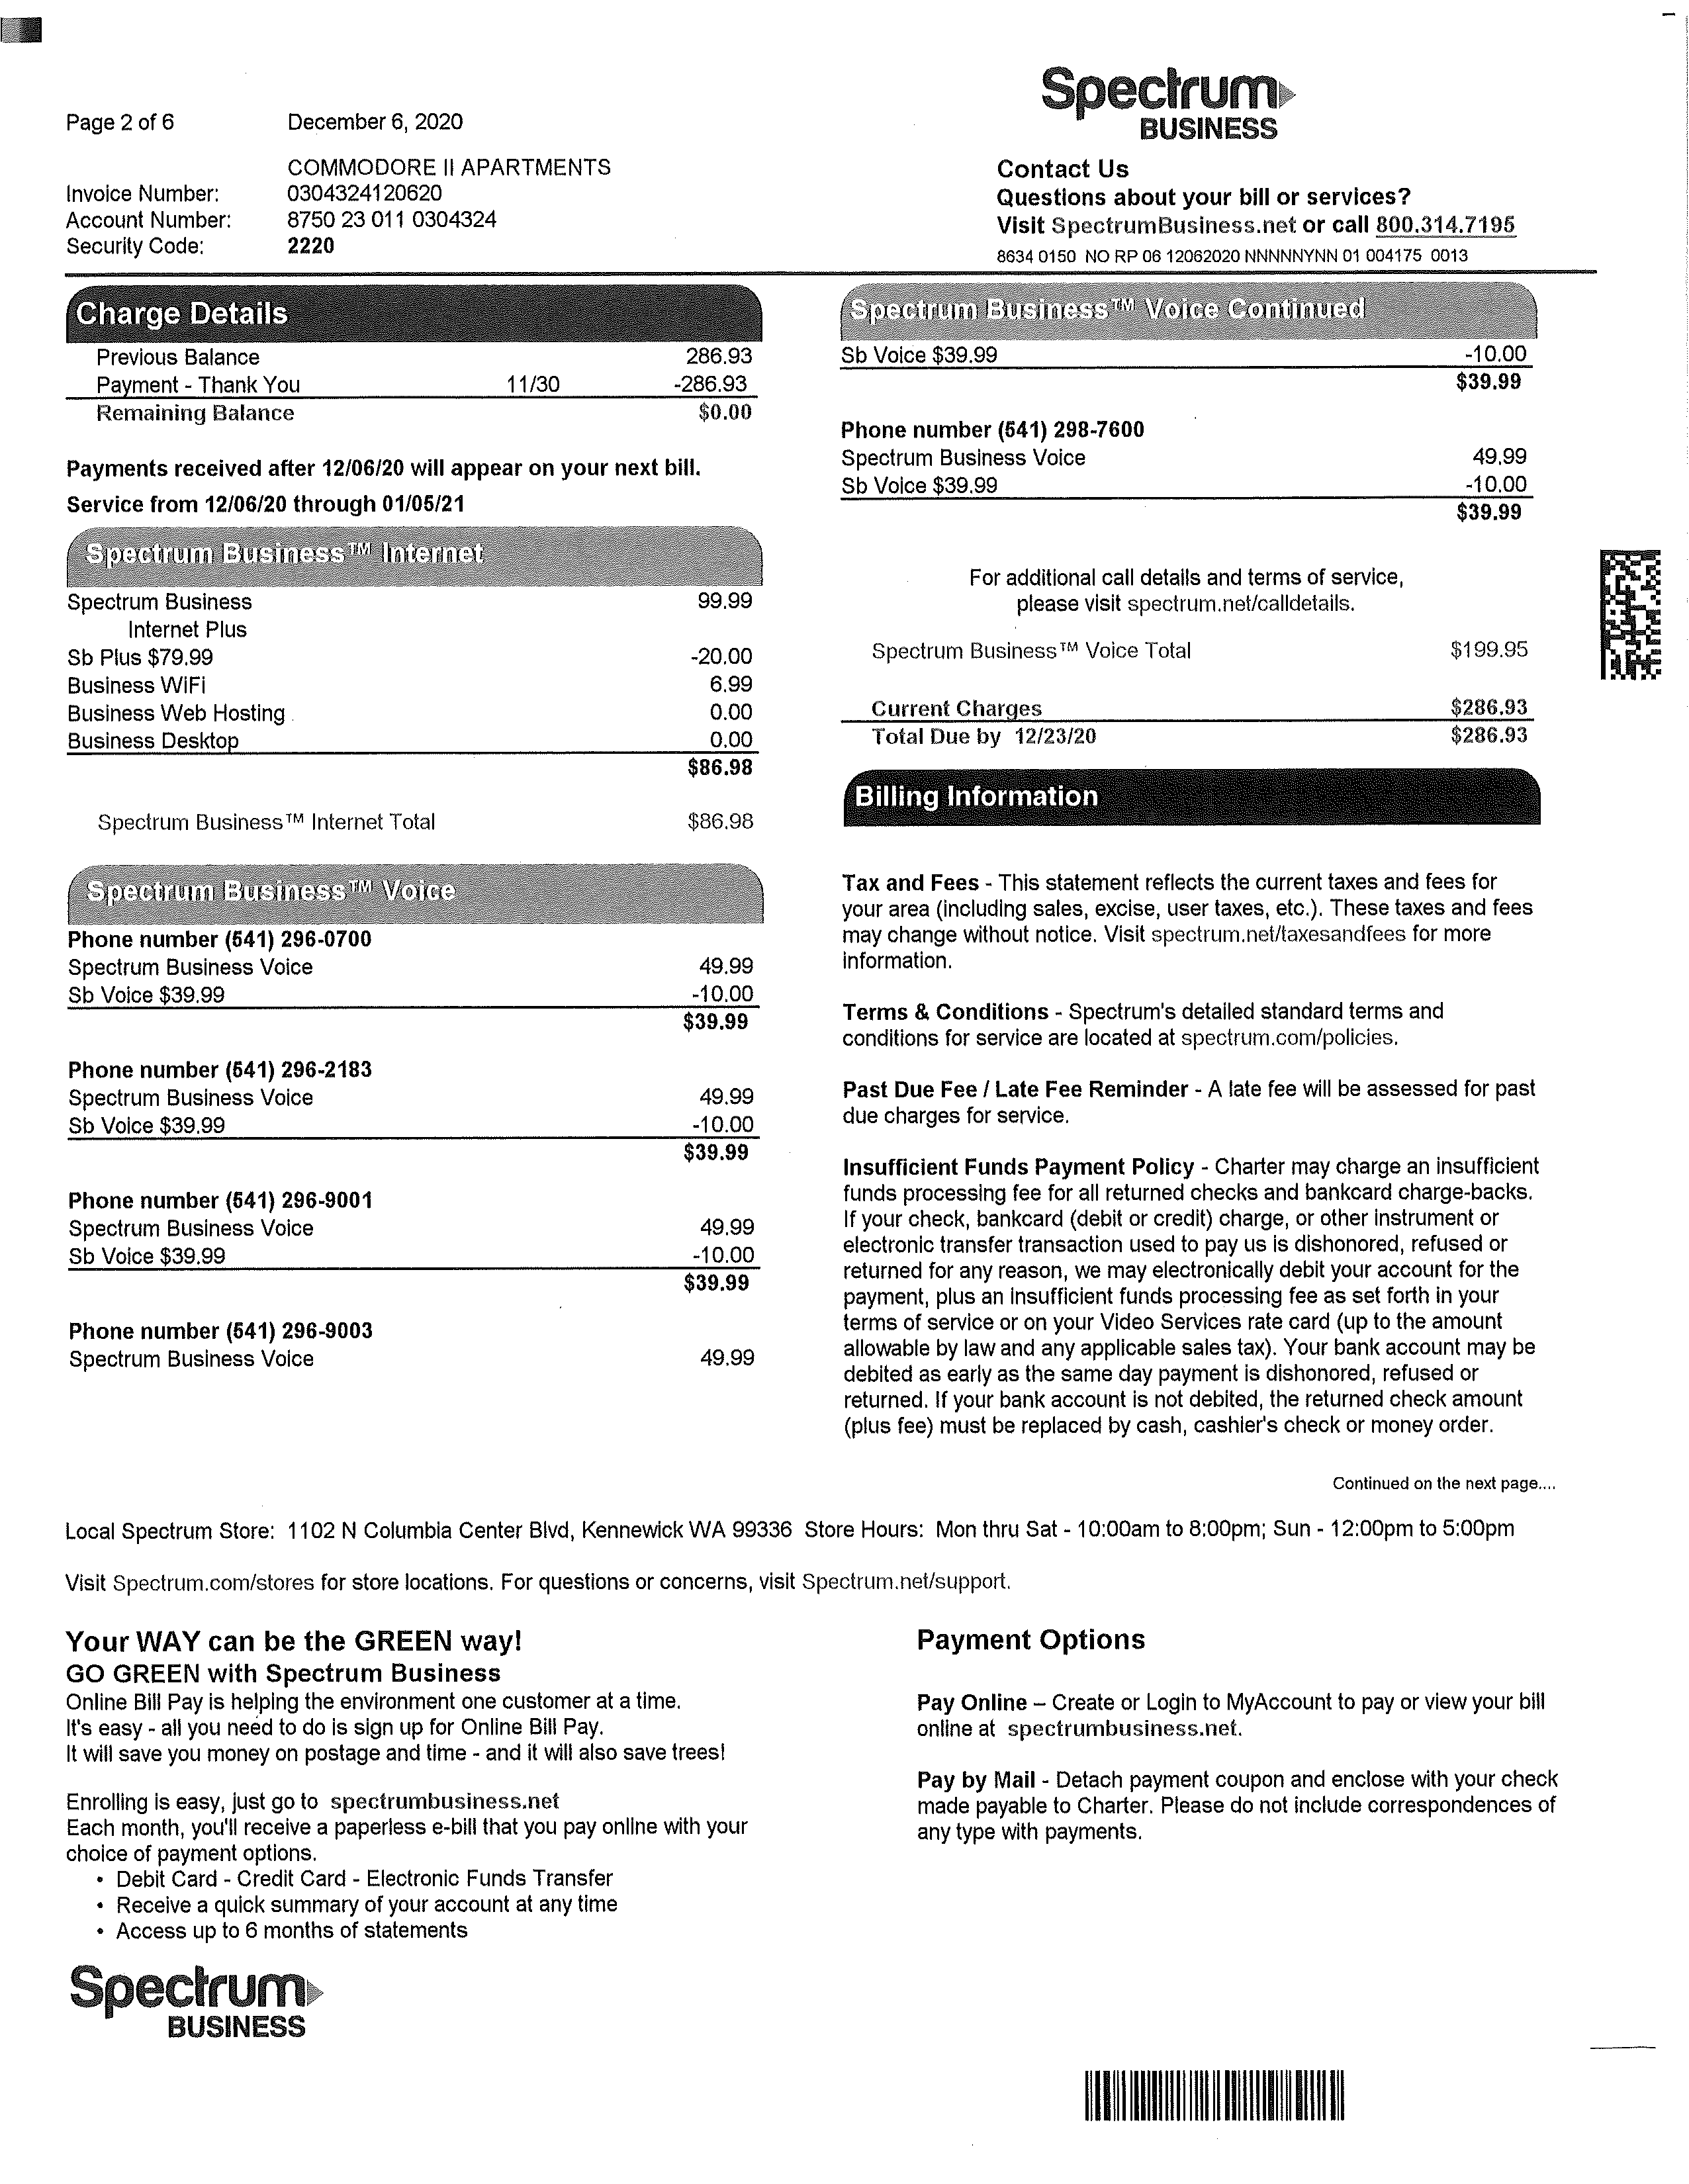 Page 2 of 6 December 6, 2020
COMMODORE II APARTMENTS
Invoice Number: 0304324120620
Account Number: 8750 23 011 0304324
Security Code: 2220
Spectrum
BUSINESS
Contact Us
Questions about your bill or services?
Visit SpectrumBusiness.net or call 800.314.7195
8634 0150 NO RP 06 12062020 NNNNNYNN 01 004175 0013
Charge Details
Previous Balance 286.93
Payment - Thank You 11/30 -286.93
Remaining Balance $0.00
Payments received after 12/06/20 will appear on your next bill.
Service from 12/06/20 through 01/05/21
Spectrum Business™ Internet
Spectrum Business 99.99
Internet Plus
Sb Plus $79.99 -20.00
Business WiFi 6.99
Business Web Hosting 0.00
Business Desktop 0.00
$86.98
Spectrum Business™ Internet Total $86.98
Spectrum Business™ Voice
Phone number (541) 296-0700
Spectrum Business Voice 49.99
Sb Voice $39.99 -10.00
$39.99
Phone number (541) 296-2183
Spectrum Business Voice 49.99
Sb Voice $39.99 -10.00
$39.99
Phone number (541) 296-9001
Spectrum Business Voice 49.99
Sb Voice $39.99 -10.00
$39.99
Phone number (541) 296-9003
Spectrum Business Voice 49.99
Spectrum Business™ Voice Continued
Sb Voice $39.99 -10.00
$39.99
Phone number (541) 298-7600
Spectrum Business Voice 49.99
Sb Voice $39.99 -10.00
$39.99
For additional call details and terms of service,
please visit spectrum.net/calldetails.
Spectrum Business™ Voice Total $199.95
Current Charges $286.93
Total Due by 12/23/20 $286.93
Billing Information
Tax and Fees - This statement reflects the current taxes and fees for
your area (including sales, excise, user taxes, etc.). These taxes and fees
may change without notice. Visit spectrum.net/taxesandfees for more
information.
Terms & Conditions - Spectrum's detailed standard terms and
conditions for service are located at spectrum.com/policies.
Past Due Fee / Late Fee Reminder - A late fee will be assessed for past
due charges for service.
Insufficient Funds Payment Policy - Charter may charge an insufficient
funds processing fee for all returned checks and bankcard charge-backs.
If your check, bankcard (debit or credit) charge, or other instrument or
electronic transfer transaction used to pay us is dishonored, refused or
returned for any reason, we may electronically debit your account for the
payment, plus an insufficient funds processing fee as set forth in your
terms of service or on your Video Services rate card (up to the amount
allowable by law and any applicable sales tax). Your bank account may be
debited as early as the same day payment is dishonored, refused or
returned. If your bank account is not debited, the returned check amount
(plus fee) must be replaced by cash, cashier's check or money order.
Continued on the next page....
Local Spectrum Store: 1102 N Columbia Center Blvd, Kennewick WA 99336 Store Hours: Mon thru Sat - 10:00am to 8:00pm; Sun - 12:00pm to 5:00pm
Visit Spectrum.com/stores for store locations. For questions or concerns, visit Spectrum.net/support.
Your WAY can be the GREEN way!
GO GREEN with Spectrum Business
Online Bill Pay is helping the environment one customer at a time.
It's easy - all you need to do is sign up for Online Bill Pay.
It will save you money on postage and time - and it will also save trees!
Enrolling is easy, just go to spectrumbusiness.net
Each month, you'll receive a paperless e-bill that you pay online with your
choice of payment options.
• Debit Card - Credit Card - Electronic Funds Transfer
• Receive a quick summary of your account at any time
• Access up to 6 months of statements
Payment Options
Pay Online – Create or Login to MyAccount to pay or view your bill
online at spectrumbusiness.net.
Pay by Mail - Detach payment coupon and enclose with your check
made payable to Charter. Please do not include correspondences of
any type with payments.
Spectrum
BUSINESS